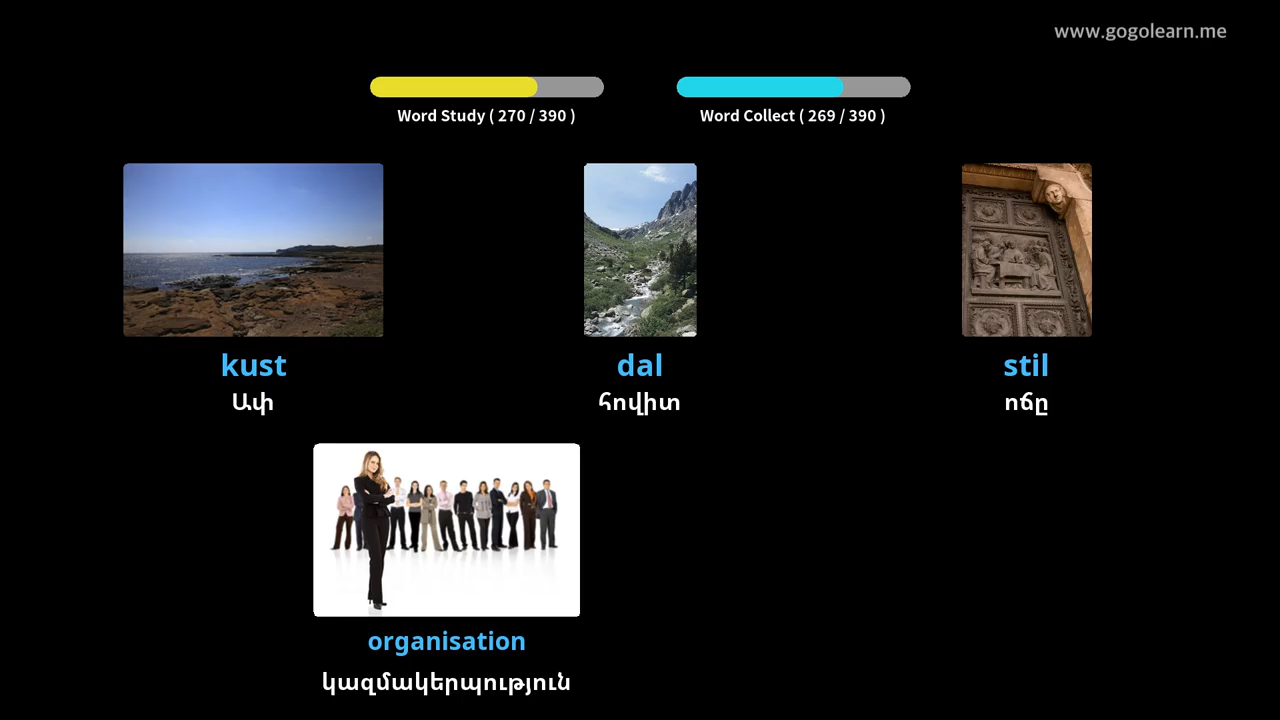 www.gogolearn.me
Word Study ( 270 / 390 )
Word Collect ( 269 / 390 )
kust
Ափ
dal
հովիտ
stil
ոճը
organisation
կազմակերպություն